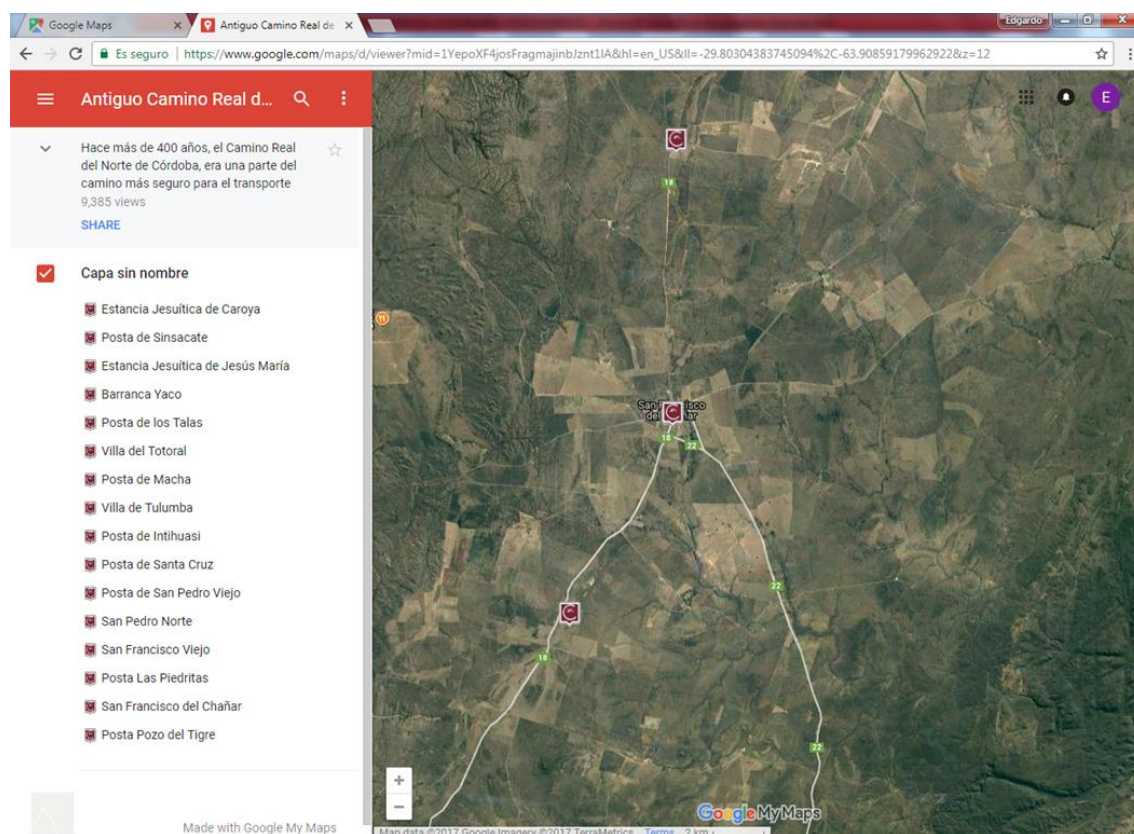 Google Maps
Antiguo Camino Real de
Edgardo
Es seguro | https://www.google.com/maps/d/viewer?mid=1YepoXF4josFragmajinbJznt1IA&hl=en_US&ll=-29.80304383745094%2C-63.90859179962922&z=12
Antiguo Camino Real d...
E
Hace más de 400 años, el Camino Real
del Norte de Córdoba, era una parte del
camino más seguro para el transporte
9,385 views
SHARE
Capa sin nombre
Estancia Jesuítica de Caroya
Posta de Sinsacate
Estancia Jesuítica de Jesús María
Barranca Yaco
Posta de los Talas
Villa del Totoral
Posta de Macha
Villa de Tulumba
Posta de Intihuasi
Posta de Santa Cruz
Posta de San Pedro Viejo
San Pedro Norte
San Francisco Viejo
Posta Las Piedritas
San Francisco del Chañar
Posta Pozo del Tigre
Made with Google My Maps
18
San
del
18
22
22
18
22
Google My Maps
Map data ©2017 Google Imagery ©2017 TerraMetrics
Terms
2 km